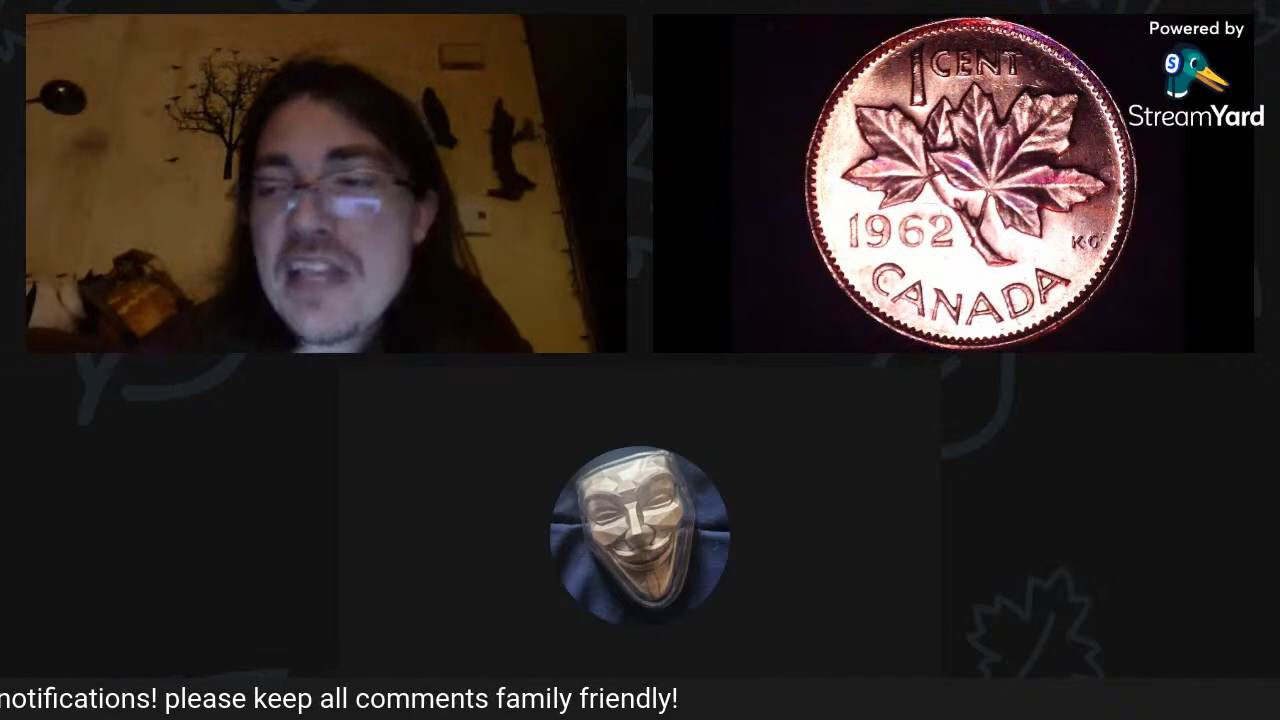 Powered by
S
StreamYard
1 CENT
1962
KG
CANADA
notifications! please keep all comments family friendly!